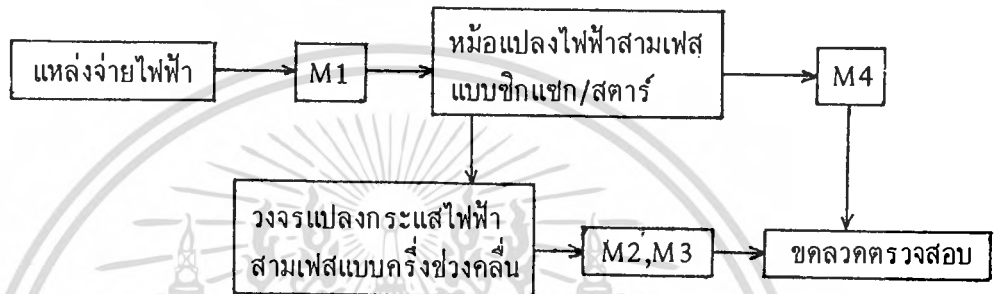 หม้อแปลงไฟฟ้าสามเฟส
แหล่งจ่ายไฟฟ้า
M1
แบบซิกแซก/สตาร์
M4
วงจรแปลงกระแสไฟฟ้า
สามเฟสแบบครึ่งช่วงคลื่น
M2,M3
ขดลวดตรวจสอบ